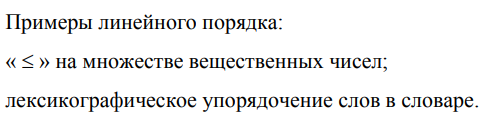 Примеры линейного порядка:
« ≤ » на множестве вещественных чисел;
лексикографическое упорядочение слов в словаре.